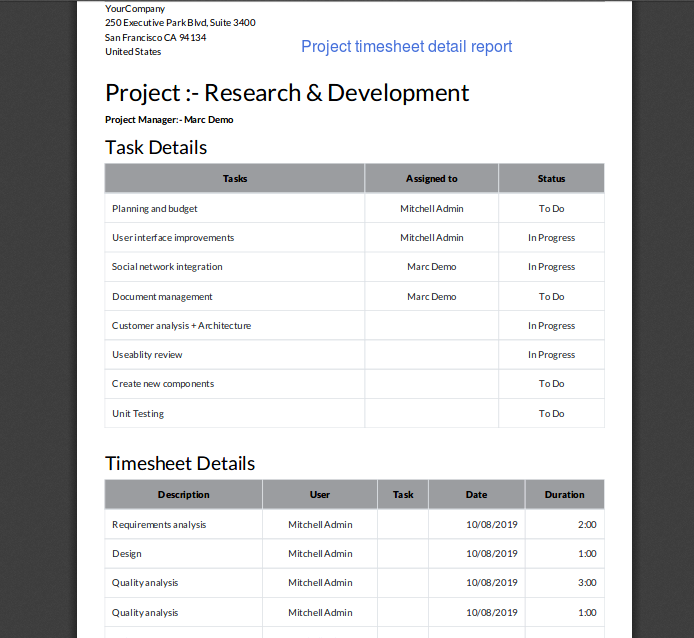 YourCompany
250 Executive Park Blvd, Suite 3400
San Francisco CA 94134
United States
Project timesheet detail report
Project :- Research & Development
Project Manager:- Marc Demo
Task Details
Tasks Assigned to Status
Planning and budget Mitchell Admin To Do
User interface improvements Mitchell Admin In Progress
Social network integration Marc Demo In Progress
Document management Marc Demo To Do
Customer analysis + Architecture In Progress
Useablity review In Progress
Create new components To Do
Unit Testing To Do
Timesheet Details
Description User Task Date Duration
Requirements analysis Mitchell Admin 10/08/2019 2:00
Design Mitchell Admin 10/08/2019 1:00
Quality analysis Mitchell Admin 10/08/2019 3:00
Quality analysis Mitchell Admin 10/08/2019 1:00